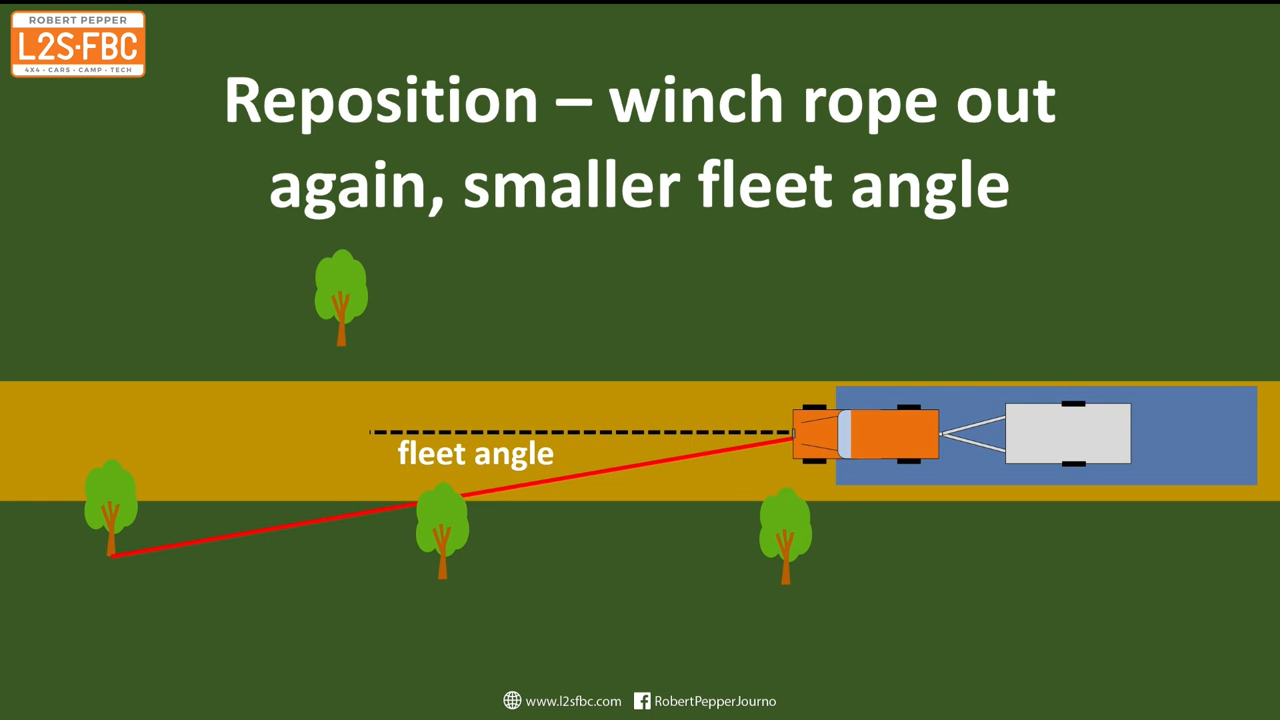 ROBERT PEPPER
L2S·FBC
4X4 • CARS • CAMP • TECH
Reposition – winch rope out
again, smaller fleet angle
fleet angle
www.l2sfbc.com RobertPepperJourno